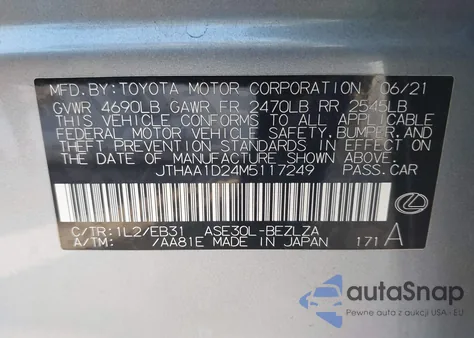 MFD. BY: TOYOTA MOTOR CORPORATION 06/21
GVWR 4690LB GAWR FR 2470LB RR 2545LB
THIS VEHICLE CONFORMS TO ALL APPLICABLE
FEDERAL MOTOR VEHICLE SAFETY, BUMPER, AND
THEFT PREVENTION STANDARDS IN EFFECT ON
THE DATE OF MANUFACTURE SHOWN ABOVE.
JTHAA1D24M5117249 PASS. CAR
C/TR: 1L2/EB31 ASE30L-BEZLZA
A/TM: /AA81E MADE IN JAPAN 171 A
autoSnap
Pewne auta z aukcji USA - EU